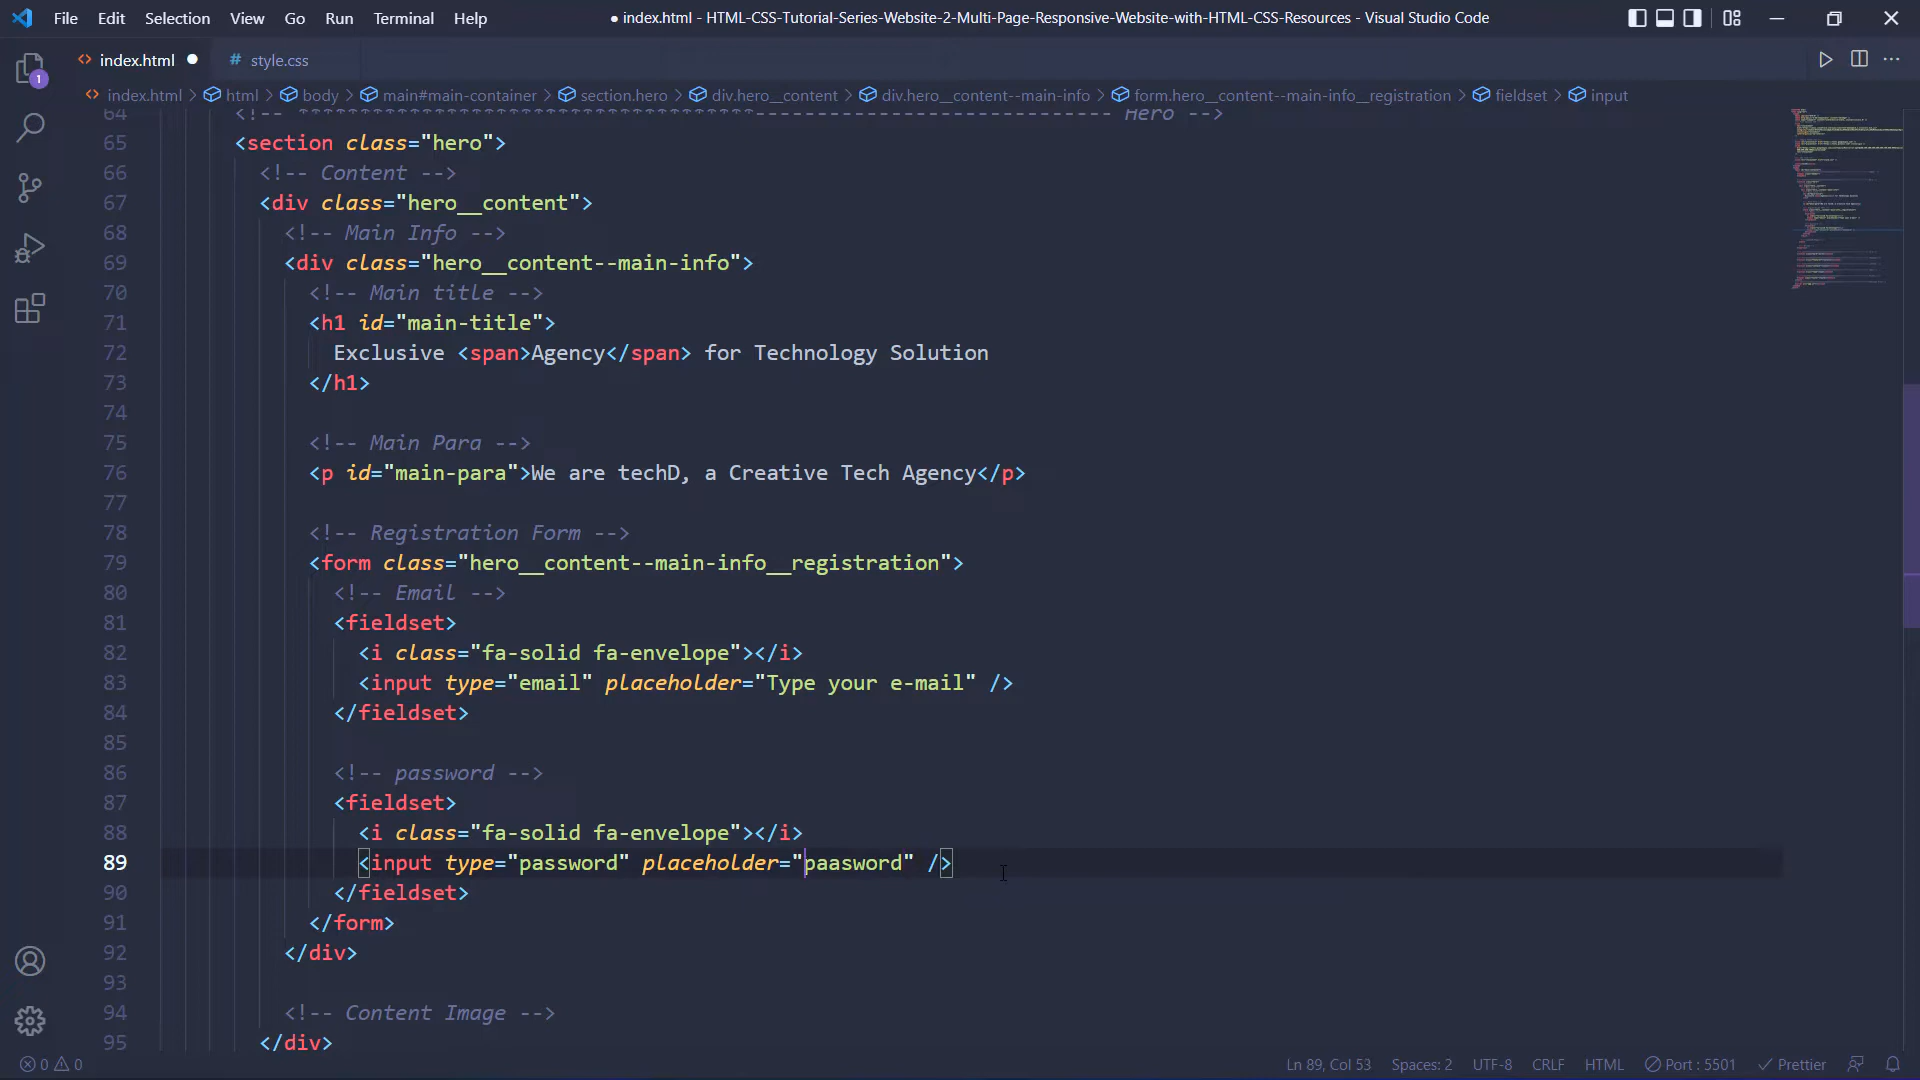 File Edit Selection View Go Run Terminal Help
● index.html - HTML-CSS-Tutorial-Series-Website-2-Multi-Page-Responsive-Website-with-HTML-CSS-Resources - Visual Studio Code
index.html ● # style.css
index.html > html > body > main#main-container > section.hero > div.hero__content > div.hero__content--main-info > form.hero__content--main-info__registration > fieldset > input
1
64 Hero -->
65 <section class="hero">
66 <!-- Content -->
67 <div class="hero__content">
68 <!-- Main Info -->
69 <div class="hero__content--main-info">
70 <!-- Main title -->
71 <h1 id="main-title">
72 Exclusive <span>Agency</span> for Technology Solution
73 </h1>
74
75 <!-- Main Para -->
76 <p id="main-para">We are techD, a Creative Tech Agency</p>
77
78 <!-- Registration Form -->
79 <form class="hero__content--main-info__registration">
80 <!-- Email -->
81 <fieldset>
82 <i class="fa-solid fa-envelope"></i>
83 <input type="email" placeholder="Type your e-mail" />
84 </fieldset>
85
86 <!-- password -->
87 <fieldset>
88 <i class="fa-solid fa-envelope"></i>
89 <input type="password" placeholder="paasword" />
90 </fieldset>
91 </form>
92 </div>
93
94 <!-- Content Image -->
95 </div>
0 0 Ln 89, Col 53 Spaces: 2 UTF-8 CRLF HTML Port : 5501 Prettier